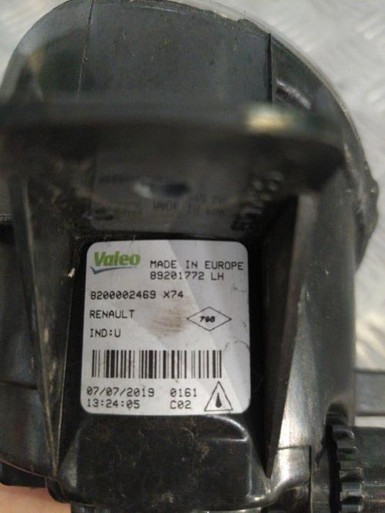 Valeo MADE IN EUROPE
89201772 LH
8200002469 X74
RENAULT
IND:U
07/07/2019 0161
13:24:05 C02